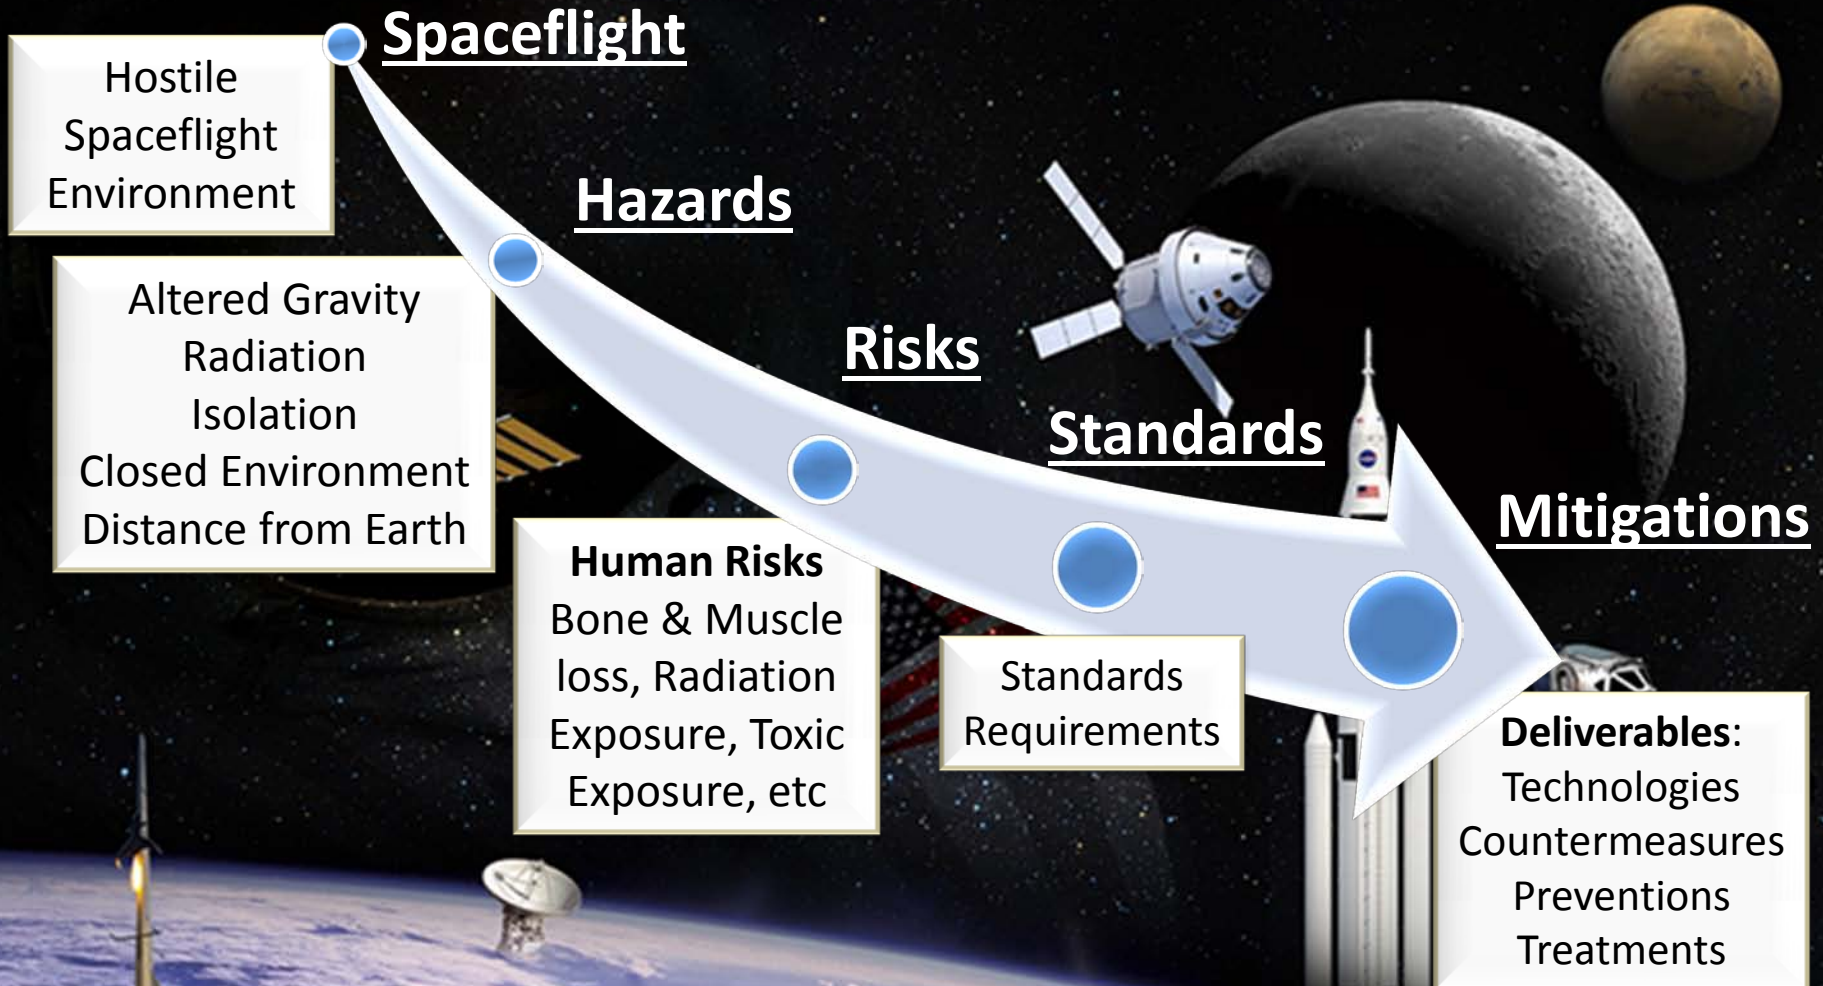 Spaceflight
Hostile
Spaceflight
Environment
Hazards
Altered Gravity
Radiation
Isolation
Closed Environment
Distance from Earth
Risks
Human Risks
Bone & Muscle
loss, Radiation
Exposure, Toxic
Exposure, etc
Standards
Standards
Requirements
Mitigations
Deliverables:
Technologies
Countermeasures
Preventions
Treatments